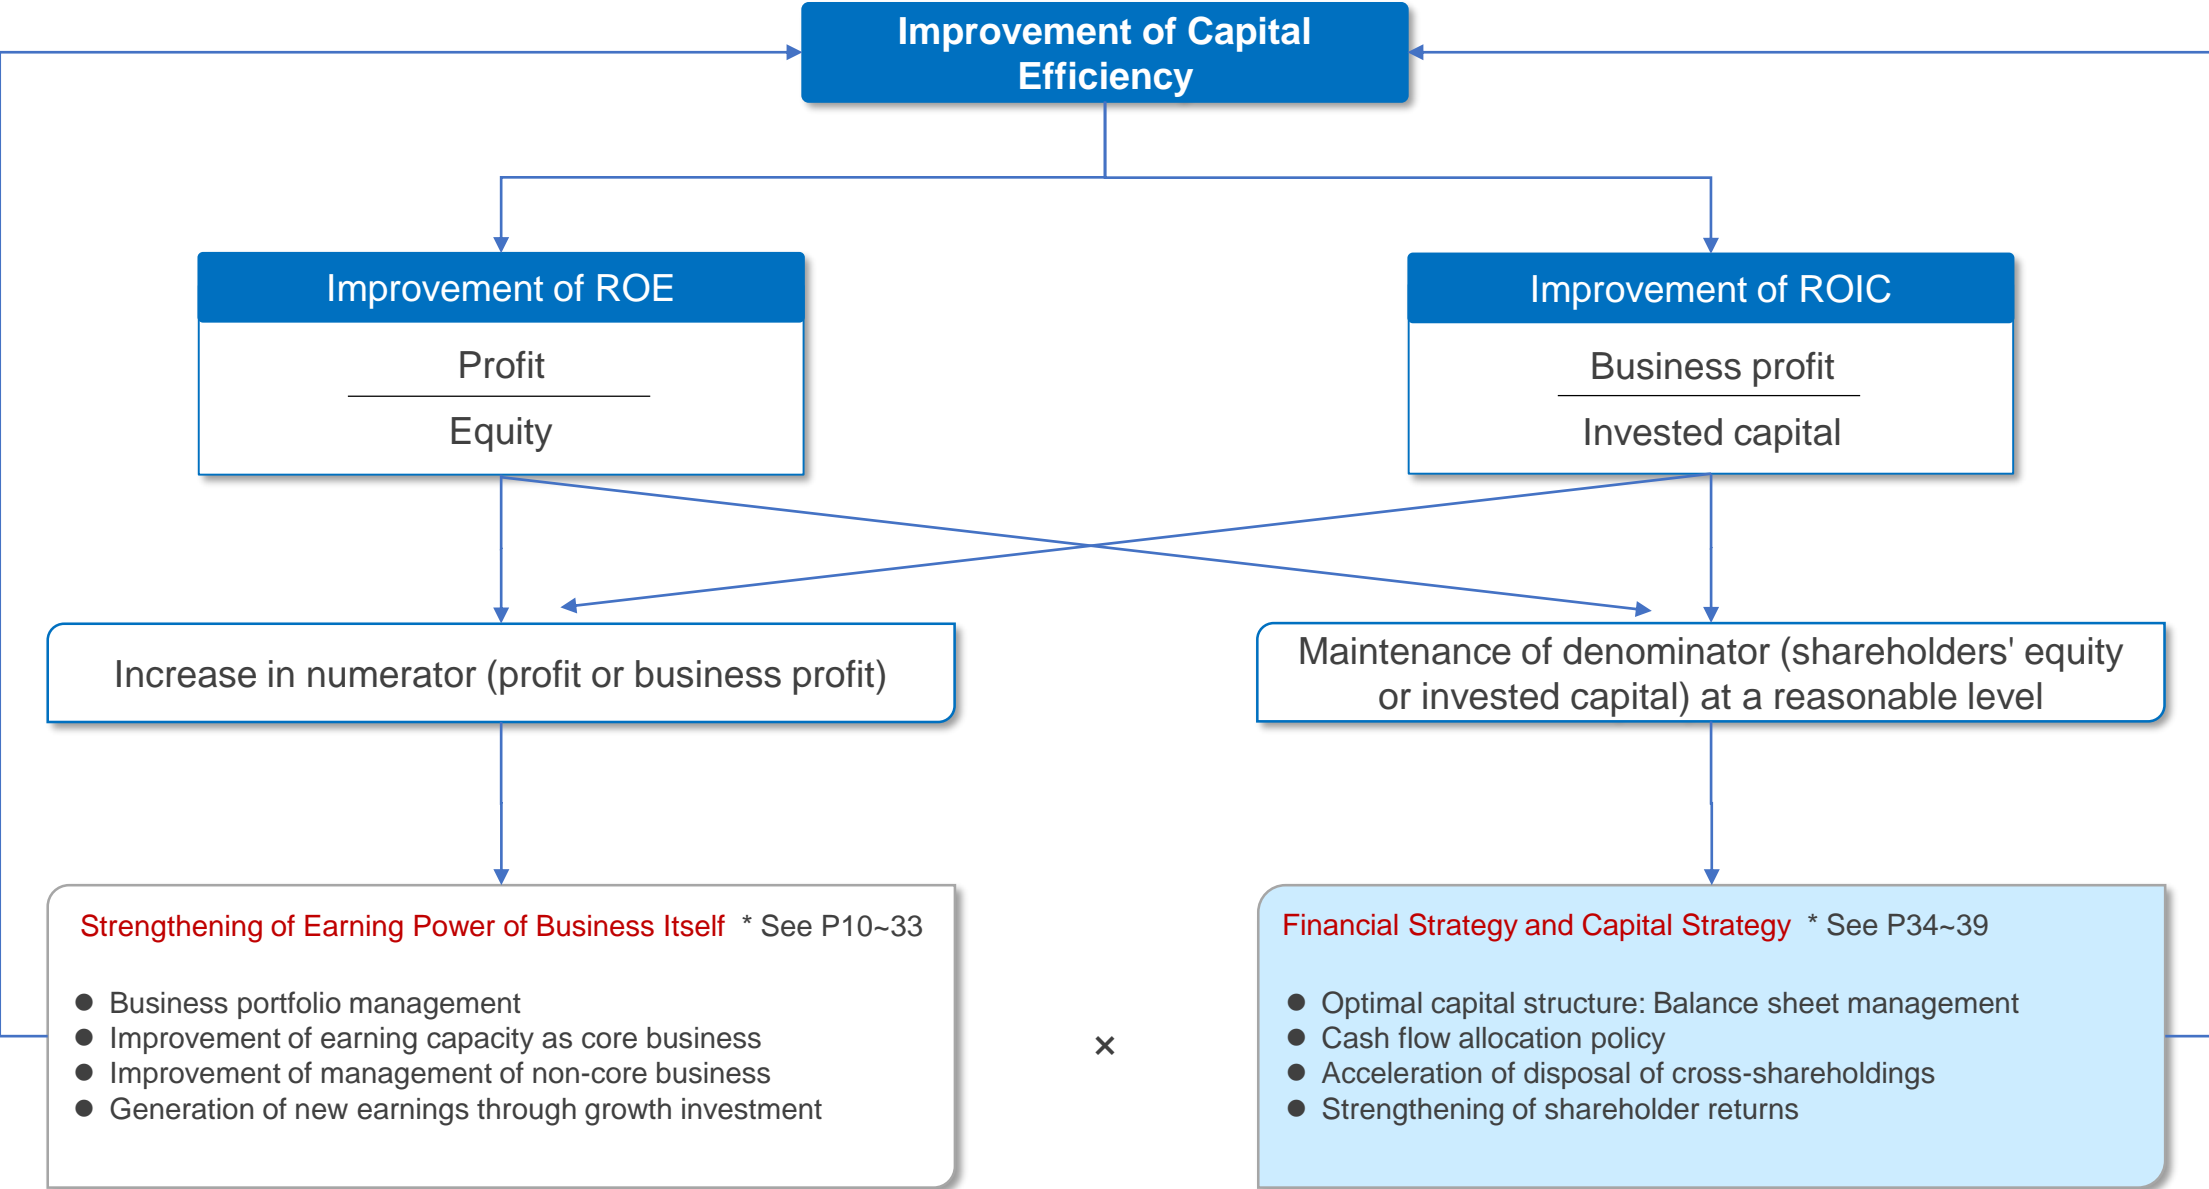 Improvement of Capital
Efficiency
Improvement of ROE
Profit
Equity
Improvement of ROIC
Business profit
Invested capital
Increase in numerator (profit or business profit)
Maintenance of denominator (shareholders' equity
or invested capital) at a reasonable level
Strengthening of Earning Power of Business Itself * See P10~33
● Business portfolio management
● Improvement of earning capacity as core business
● Improvement of management of non-core business
● Generation of new earnings through growth investment
×
Financial Strategy and Capital Strategy * See P34~39
● Optimal capital structure: Balance sheet management
● Cash flow allocation policy
● Acceleration of disposal of cross-shareholdings
● Strengthening of shareholder returns